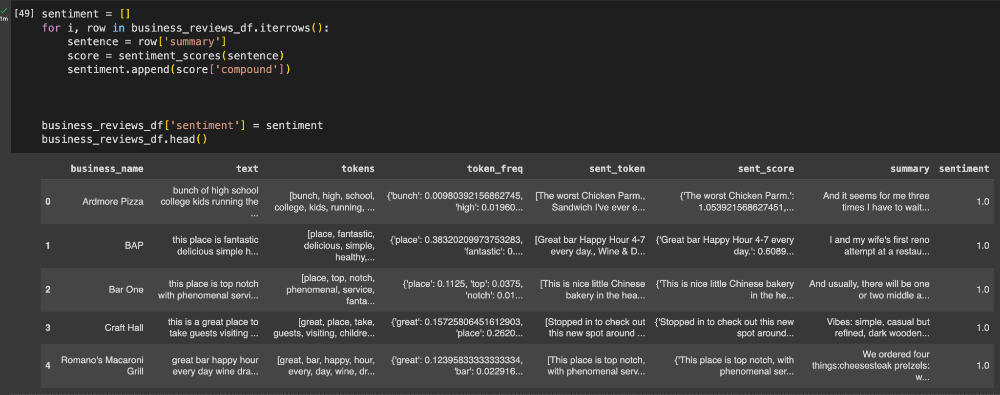 [49] sentiment = []
1m
for i, row in business_reviews_df.iterrows():
sentence = row['summary']
score = sentiment_scores(sentence)
sentiment.append(score['compound'])
business_reviews_df['sentiment'] = sentiment
business_reviews_df.head()
business_name text tokens token_freq sent_token sent_score summary sentiment
0
Ardmore Pizza
bunch of high school
college kids running the
...
[bunch, high, school,
college, kids, running, ...
{'bunch': 0.00980392156862745,
'high': 0.01960...
[The worst Chicken Parm.,
Sandwich I've ever e...
{'The worst Chicken Parm.':
1.053921568627451,...
And it seems for me three
times I have to wait...
1.0
1
BAP
this place is fantastic
delicious simple h...
[place, fantastic,
delicious, simple,
healthy,...
{'place': 0.38320209973753283,
'fantastic': 0....
[Great bar Happy Hour 4-7
every day., Wine & D...
{'Great bar Happy Hour 4-7 every
day.': 0.6089...
I and my wife's first reno
attempt at a restau...
1.0
2
Bar One
this place is top notch
with phenomenal servi...
[place, top, notch,
phenomenal, service,
fanta...
{'place': 0.1125, 'top': 0.0375,
'notch': 0.01...
[This is nice little Chinese
bakery in the hea...
{'This is nice little Chinese bakery
in the he...
And usually, there will be one
or two middle a...
1.0
3
Craft Hall
this is a great place to
take guests visiting ...
[great, place, take,
guests, visiting, childre...
{'great': 0.15725806451612903,
'place': 0.2620...
[Stopped in to check out
this new spot around ...
{'Stopped in to check out this new
spot around...
Vibes: simple, casual but
refined, dark wooden...
1.0
4
Romano's Macaroni
Grill
great bar happy hour
every day wine dra...
[great, bar, happy, hour,
every, day, wine, dr...
{'great': 0.12395833333333334,
'bar': 0.022916...
[This place is top notch,
with phenomenal serv...
{'This place is top notch, with
phenomenal ser...
We ordered four
things:cheesesteak pretzels:
w...
1.0